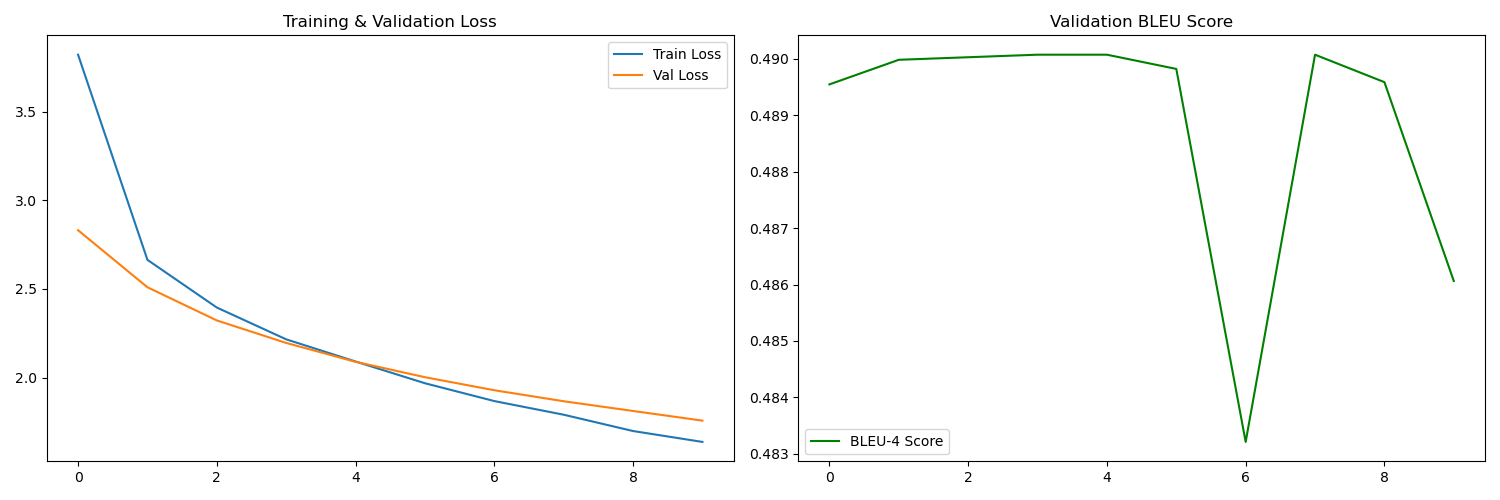 Training & Validation Loss
Train Loss
Val Loss
3.5
3.0
2.5
2.0
0 2 4 6 8
Validation BLEU Score
0.490
0.489
0.488
0.487
0.486
0.485
0.484
0.483
BLEU-4 Score
0 2 4 6 8